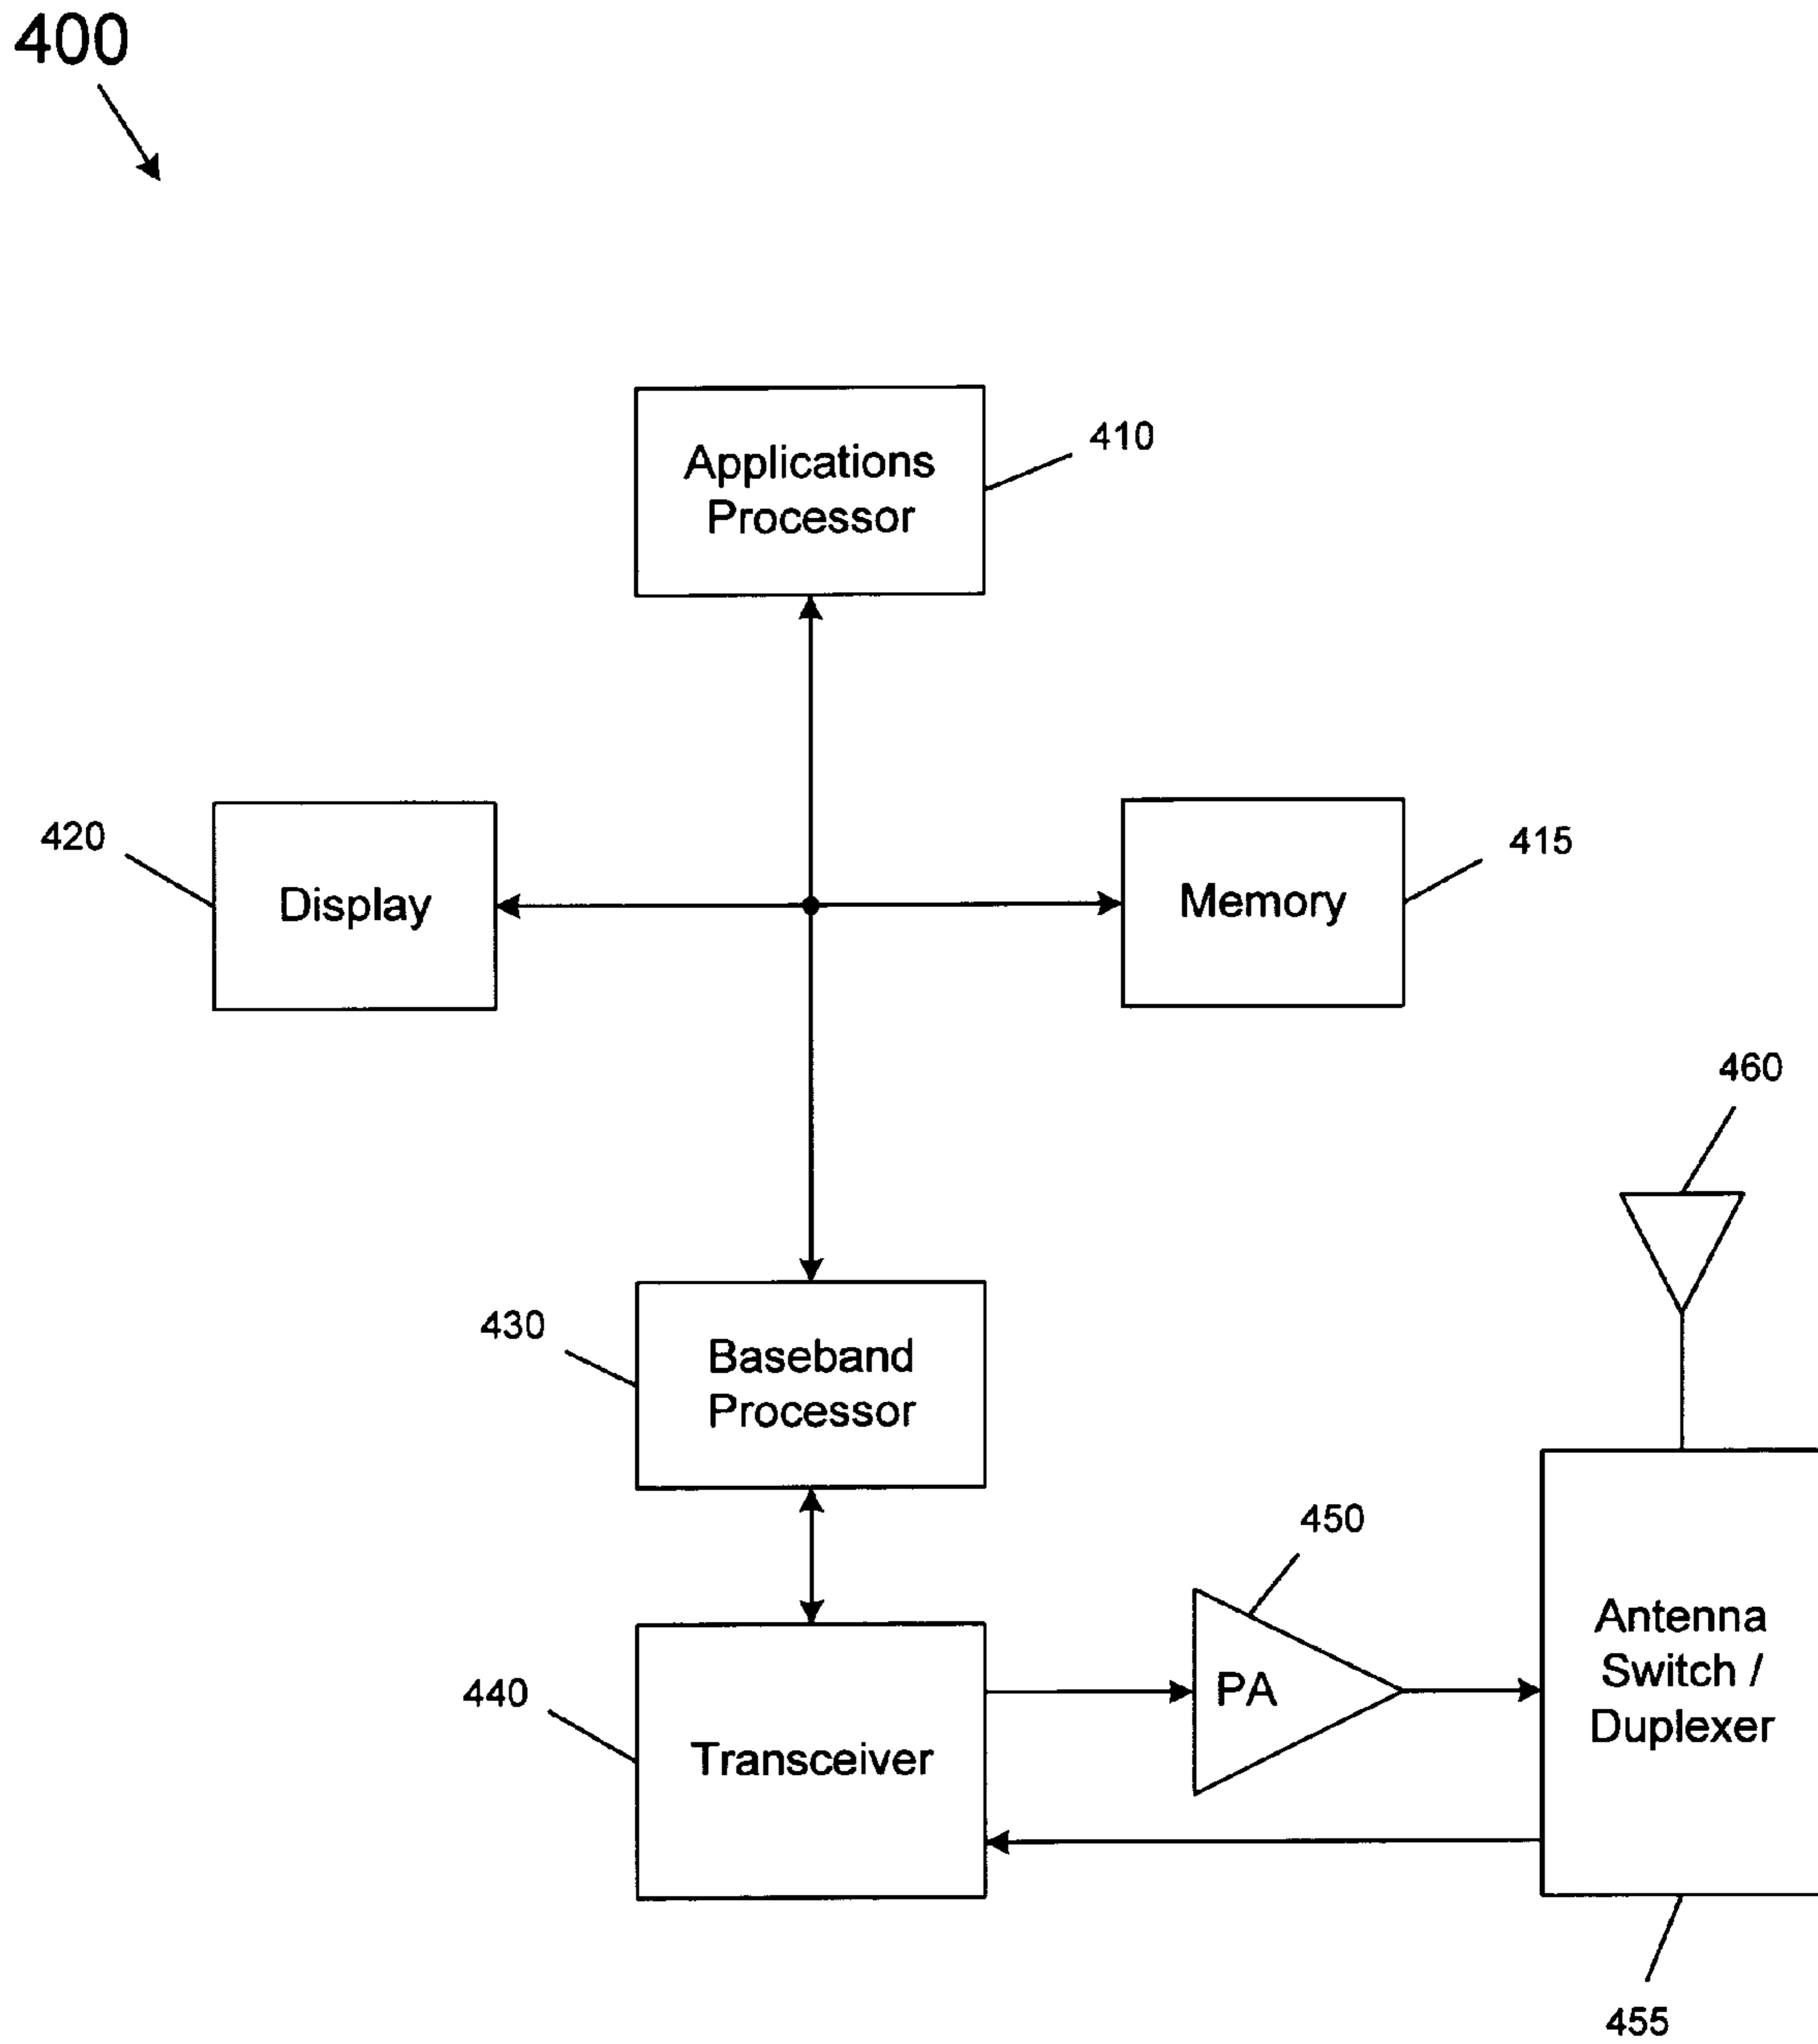 400
Applications
Processor
410
420
Display
Memory
415
460
430
Baseband
Processor
450
Antenna
Switch /
Duplexer
440
PA
Transceiver
455